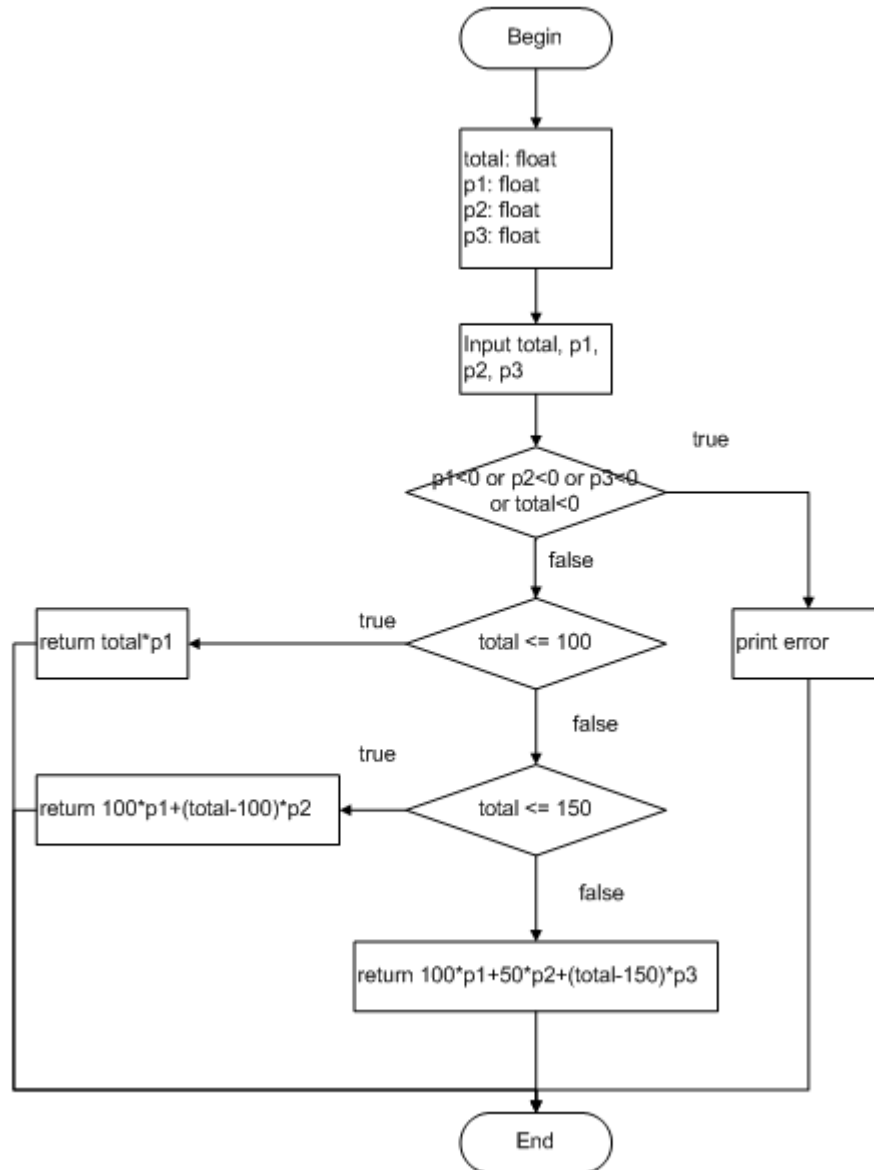 Begin
total: float
p1: float
p2: float
p3: float
Input total, p1,
p2, p3
true
p1<0 or p2<0 or p3<0
or total<0
false
true
return total*p1
total <= 100
print error
false
true
return 100*p1+(total-100)*p2
total <= 150
false
return 100*p1+50*p2+(total-150)*p3
End